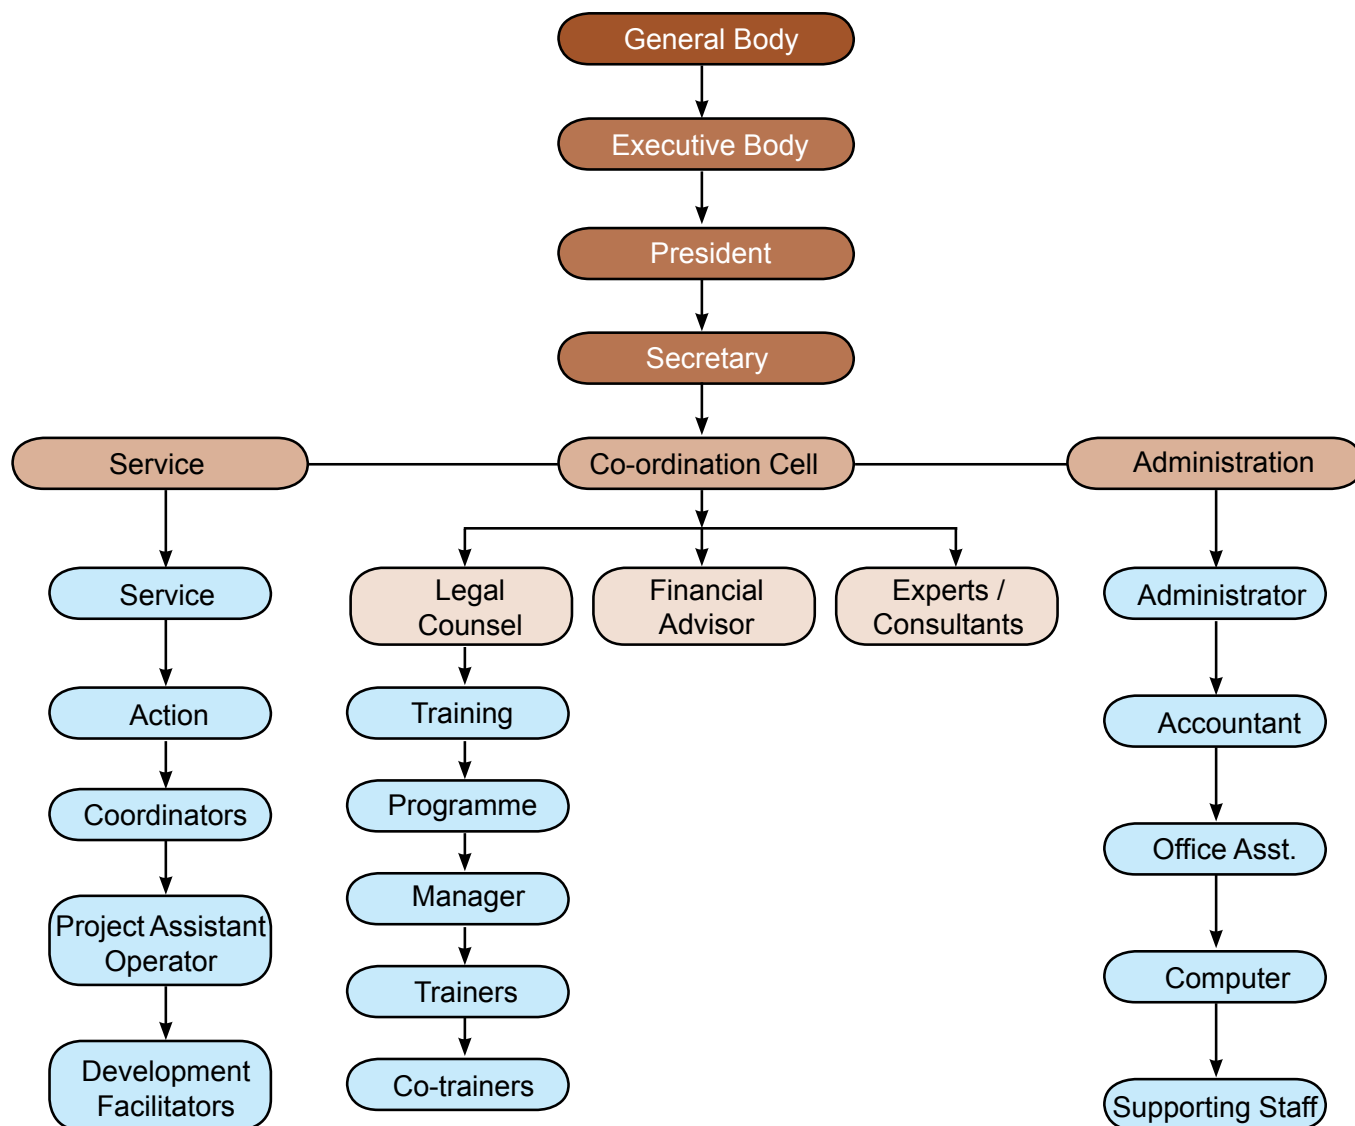 General Body
Executive Body
President
Secretary
Service
Co-ordination Cell
Administration
Service
Action
Coordinators
Project Assistant
Operator
Development
Facilitators
Legal
Counsel
Financial
Advisor
Experts /
Consultants
Training
Programme
Manager
Trainers
Co-trainers
Administrator
Accountant
Office Asst.
Computer
Supporting Staff